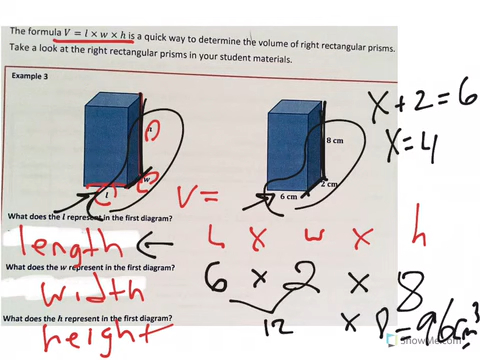 The formula V = l × w × h is a quick way to determine the volume of right rectangular prisms.
Take a look at the right rectangular prisms in your student materials.
Example 3
x + 2 = 6
x = 4
h
w
l
8 cm
2 cm
6 cm
V =
What does the l represent in the first diagram?
length ← L x w x h
What does the w represent in the first diagram?
width 6 x 2 x 8
What does the h represent in the first diagram?
height 12 x 8 = 96 cm³
ShowMe.com